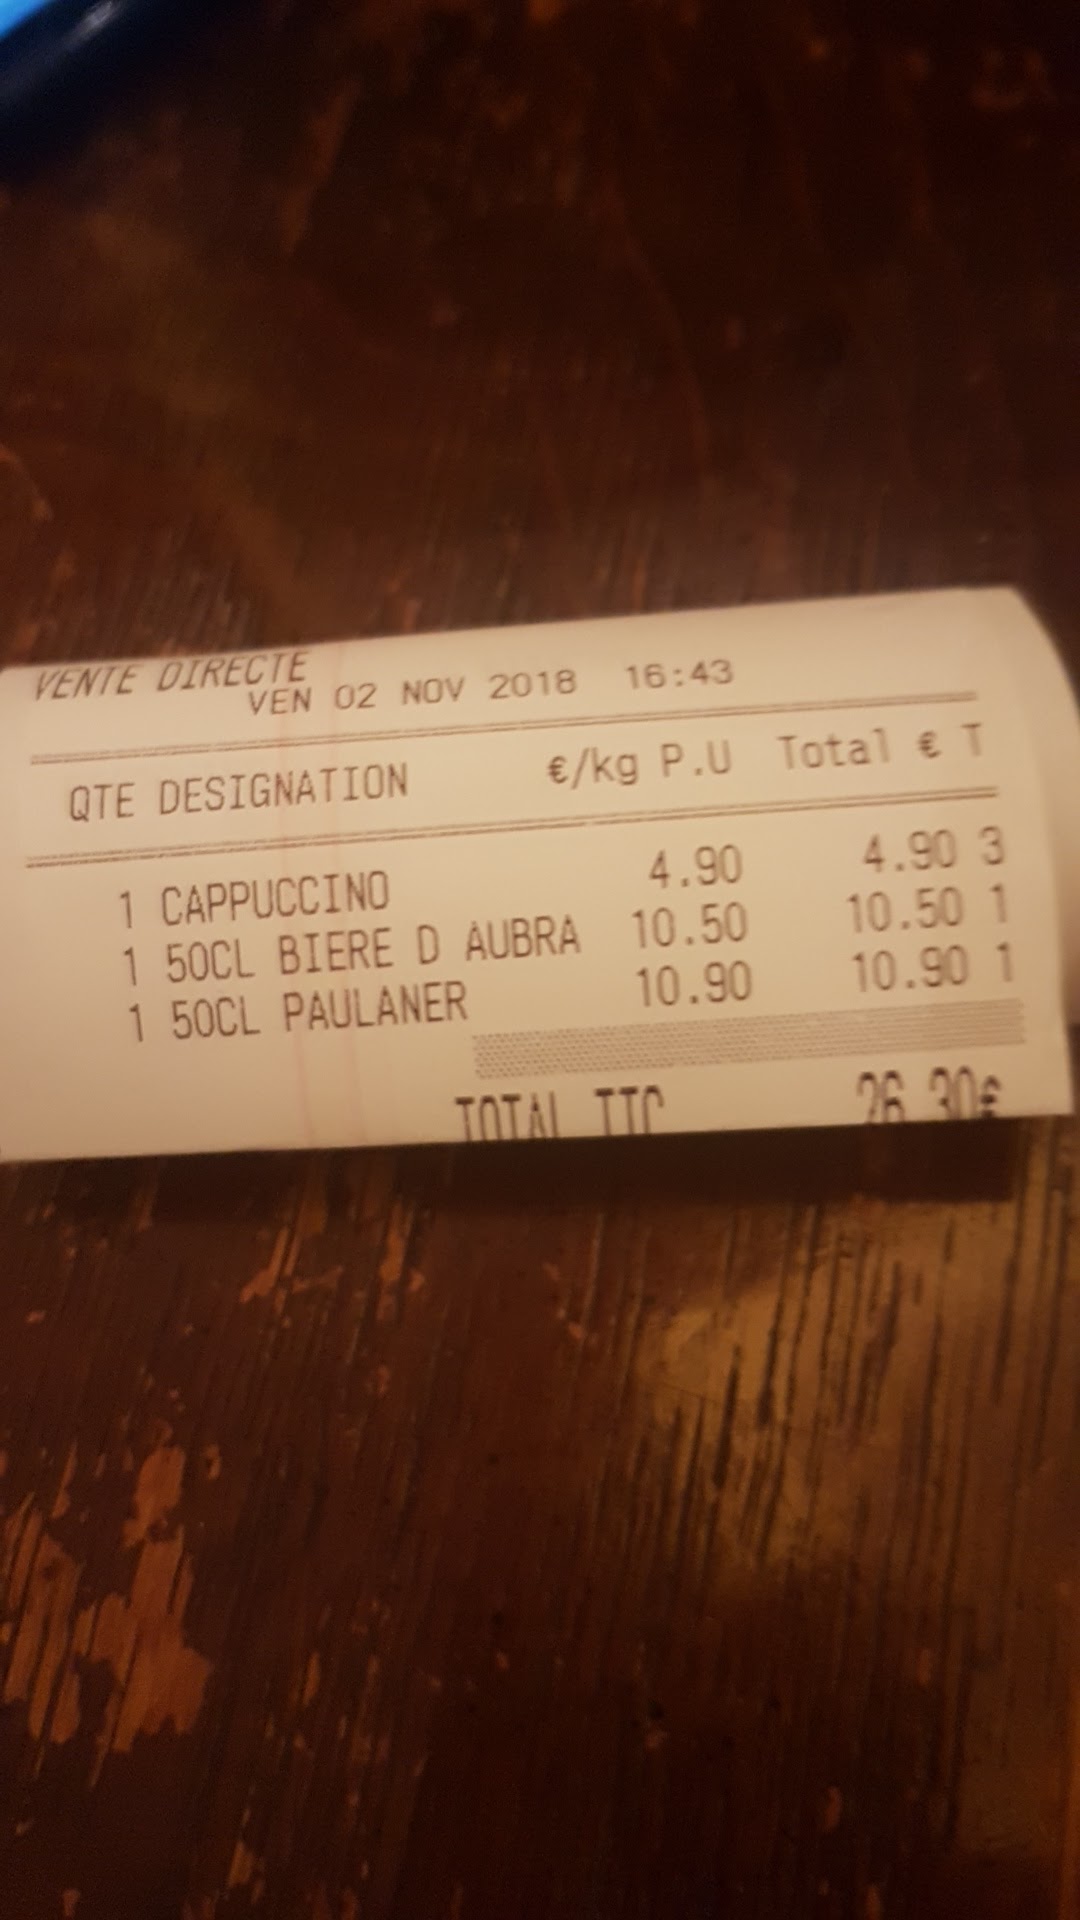 VENTE DIRECTE
VEN 02 NOV 2018 16:43
QTE DESIGNATION €/kg P.U Total € T
1 CAPPUCCINO 4.90 4.90 3
1 50CL BIERE D AUBRA 10.50 10.50 1
1 50CL PAULANER 10.90 10.90 1
TOTAL TTC 26.30€